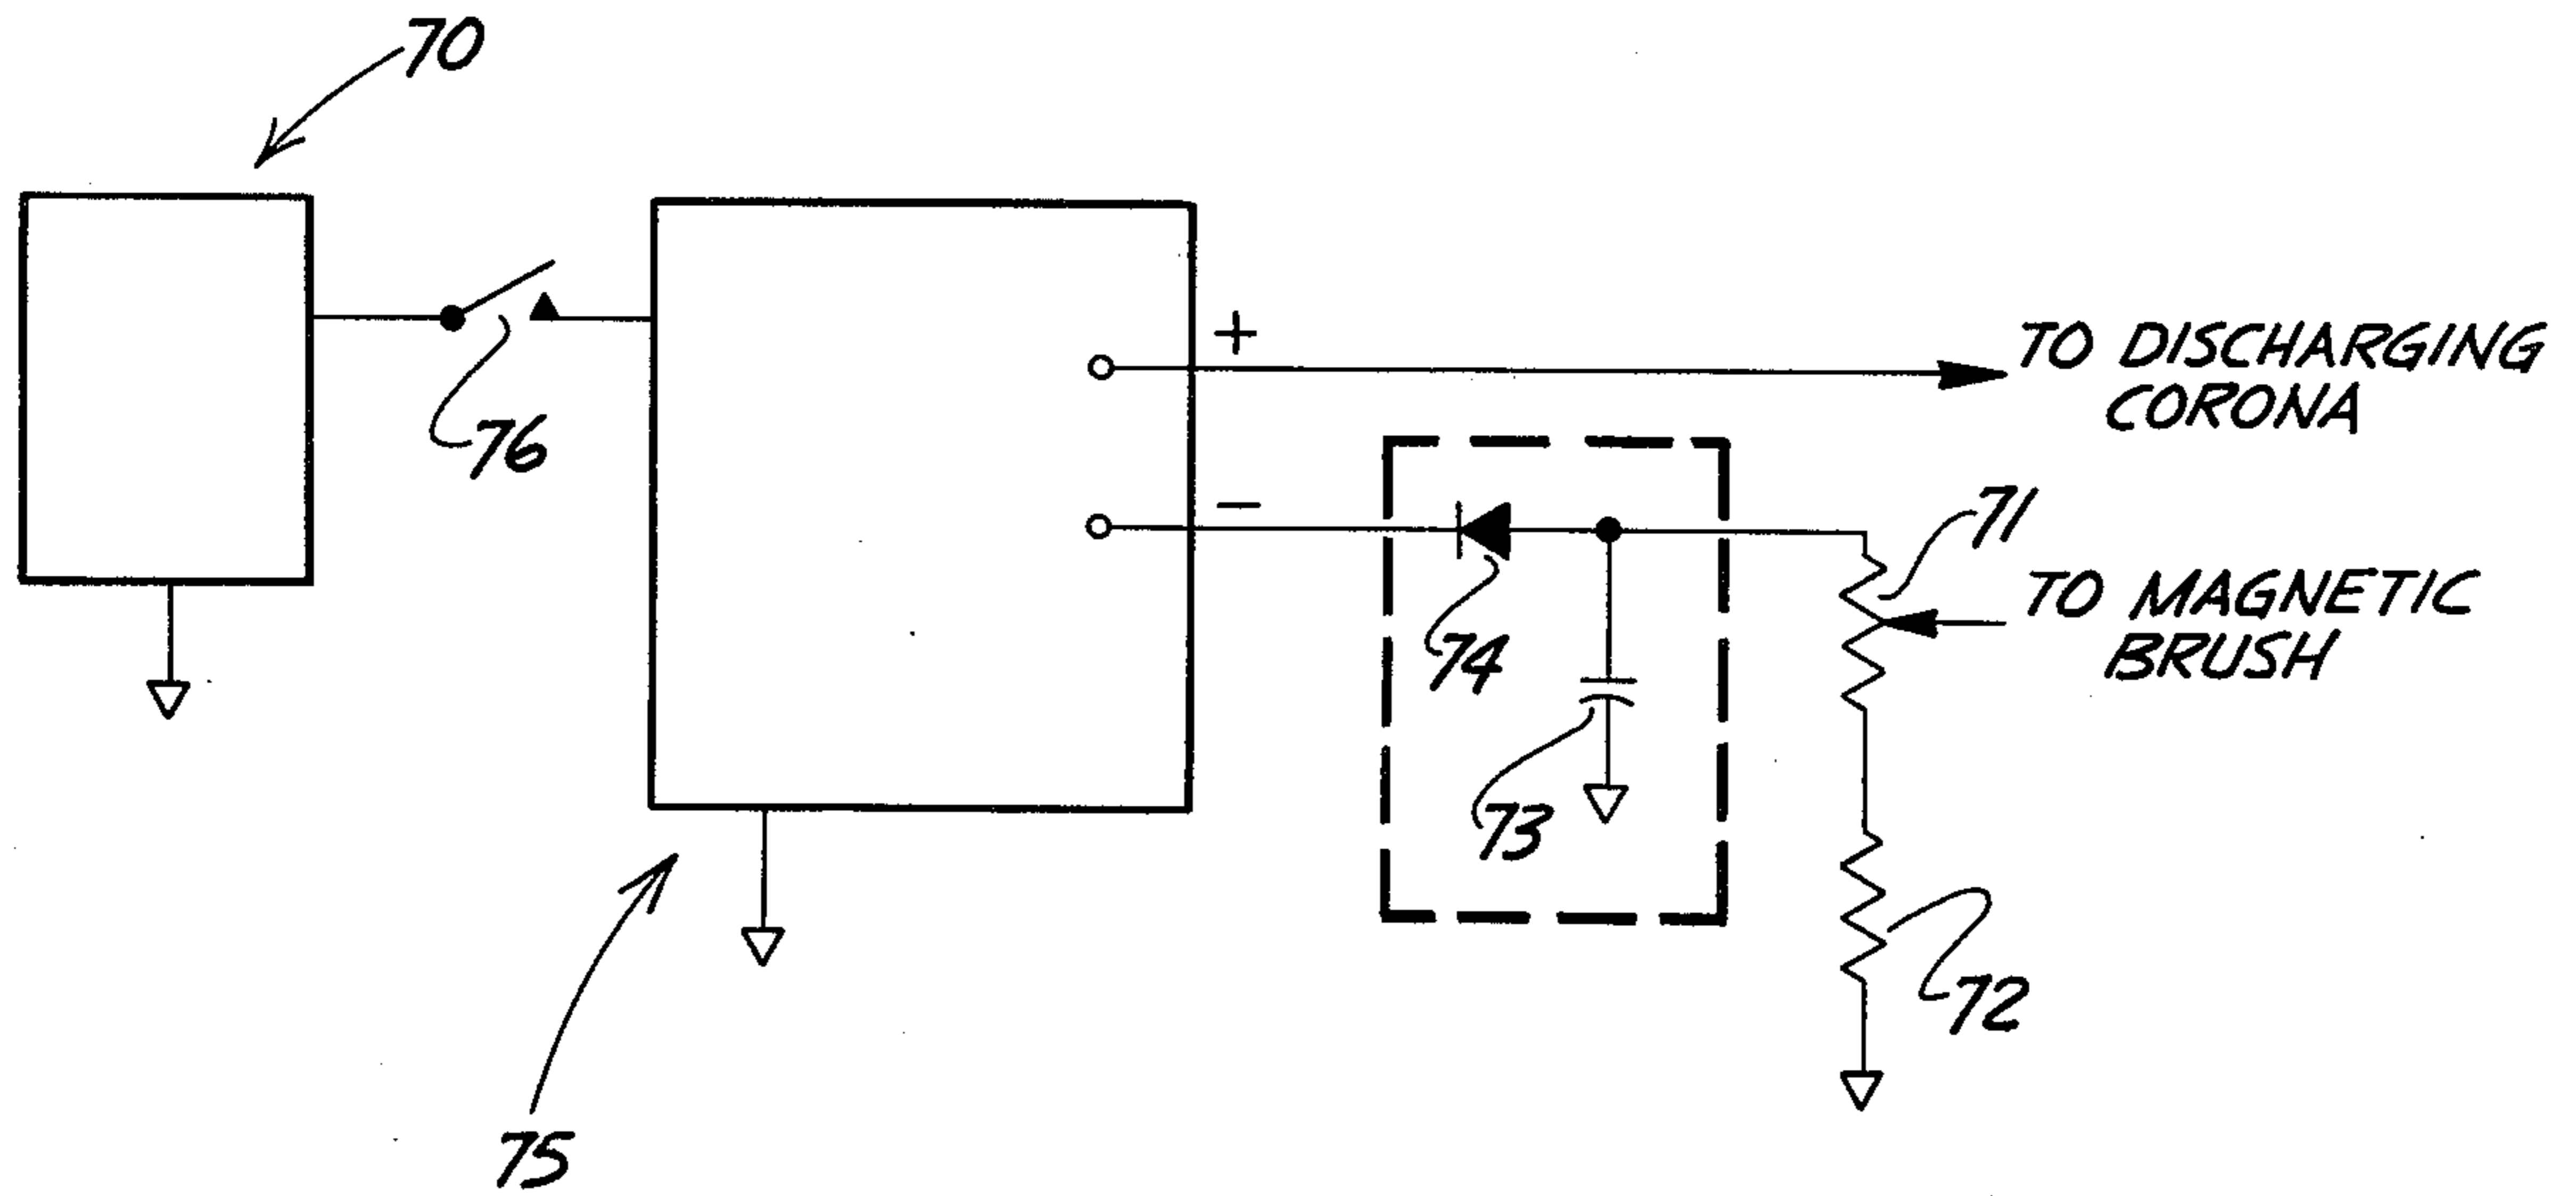 70
76
+
TO DISCHARGING
CORONA
−
71
TO MAGNETIC
BRUSH
74
73
72
75